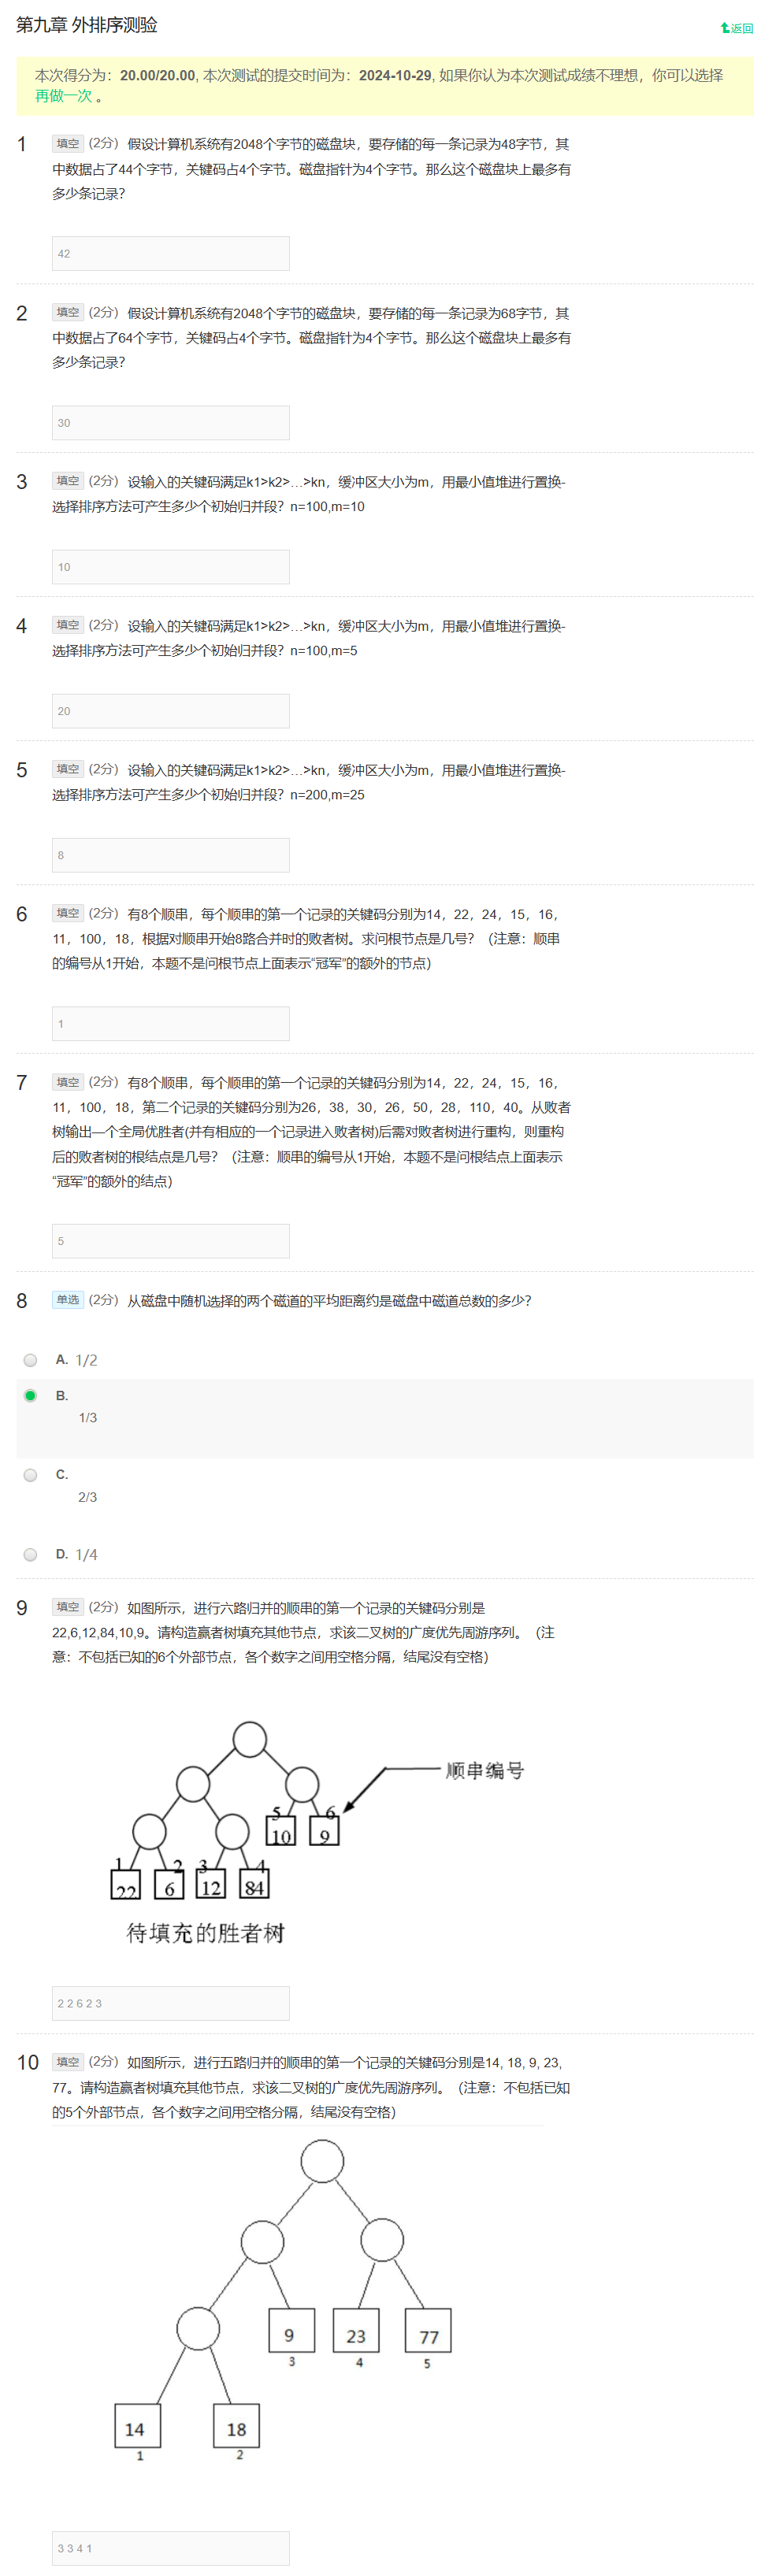 第九章 外排序测验
返回
本次得分为：20.00/20.00, 本次测试的提交时间为：2024-10-29, 如果你认为本次测试成绩不理想，你可以选择
再做一次 。
1 填空 (2分) 假设计算机系统有2048个字节的磁盘块，要存储的每一条记录为48字节，其
中数据占了44个字节，关键码占4个字节。磁盘指针为4个字节。那么这个磁盘块上最多有
多少条记录？
42
2 填空 (2分) 假设计算机系统有2048个字节的磁盘块，要存储的每一条记录为68字节，其
中数据占了64个字节，关键码占4个字节。磁盘指针为4个字节。那么这个磁盘块上最多有
多少条记录？
30
3 填空 (2分) 设输入的关键码满足k1>k2>…>kn，缓冲区大小为m，用最小值堆进行置换-
选择排序方法可产生多少个初始归并段？n=100,m=10
10
4 填空 (2分) 设输入的关键码满足k1>k2>…>kn，缓冲区大小为m，用最小值堆进行置换-
选择排序方法可产生多少个初始归并段？n=100,m=5
20
5 填空 (2分) 设输入的关键码满足k1>k2>…>kn，缓冲区大小为m，用最小值堆进行置换-
选择排序方法可产生多少个初始归并段？n=200,m=25
8
6 填空 (2分) 有8个顺串，每个顺串的第一个记录的关键码分别为14，22，24，15，16，
11，100，18，根据对顺串开始8路合并时的败者树。求问根节点是几号？（注意：顺串
的编号从1开始，本题不是问根节点上面表示“冠军”的额外的节点）
1
7 填空 (2分) 有8个顺串，每个顺串的第一个记录的关键码分别为14，22，24，15，16，
11，100，18，第二个记录的关键码分别为26，38，30，26，50，28，110，40。从败者
树输出一个全局优胜者(并有相应的一个记录进入败者树)后需对败者树进行重构，则重构
后的败者树的根结点是几号？（注意：顺串的编号从1开始，本题不是问根结点上面表示
“冠军”的额外的结点）
5
8 单选 (2分) 从磁盘中随机选择的两个磁道的平均距离约是磁盘中磁道总数的多少？
A. 1/2
B.
1/3
C.
2/3
D. 1/4
9 填空 (2分) 如图所示，进行六路归并的顺串的第一个记录的关键码分别是
22,6,12,84,10,9。请构造赢者树填充其他节点，求该二叉树的广度优先周游序列。（注
意：不包括已知的6个外部节点，各个数字之间用空格分隔，结尾没有空格）
顺串编号
5 6
10 9
1 2 3 4
22 6 12 84
待填充的胜者树
2 2 6 2 3
10 填空 (2分) 如图所示，进行五路归并的顺串的第一个记录的关键码分别是14, 18, 9, 23,
77。请构造赢者树填充其他节点，求该二叉树的广度优先周游序列。（注意：不包括已知
的5个外部节点，各个数字之间用空格分隔，结尾没有空格）
9 23 77
3 4 5
14 18
1 2
3 3 4 1